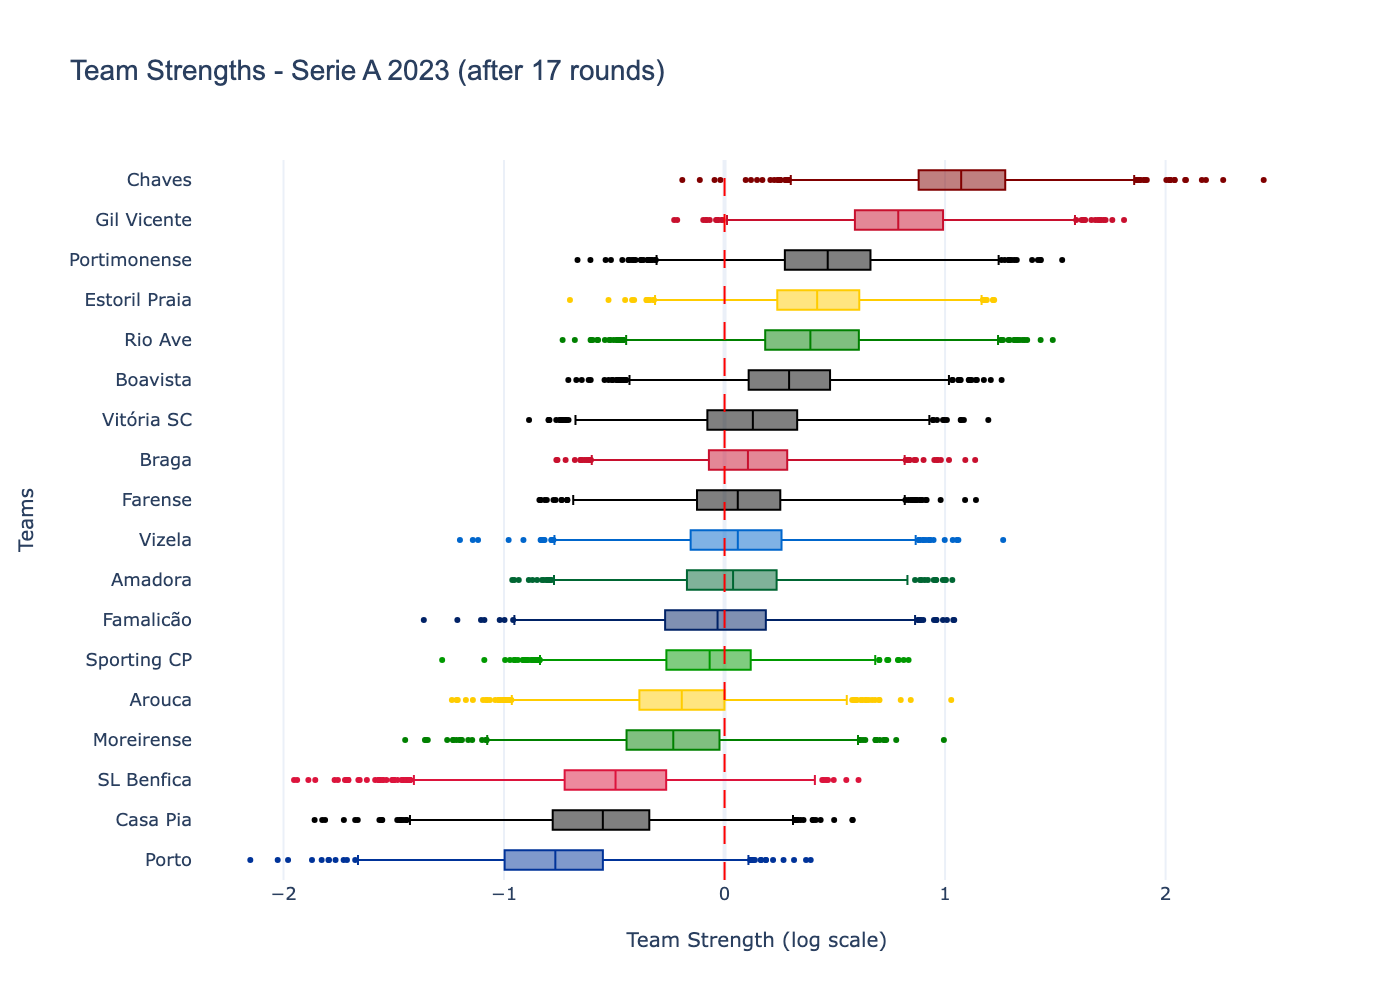 Team Strengths - Serie A 2023 (after 17 rounds)
Teams
Chaves
Gil Vicente
Portimonense
Estoril Praia
Rio Ave
Boavista
Vitória SC
Braga
Farense
Vizela
Amadora
Famalicão
Sporting CP
Arouca
Moreirense
SL Benfica
Casa Pia
Porto
−2 −1 0 1 2
Team Strength (log scale)